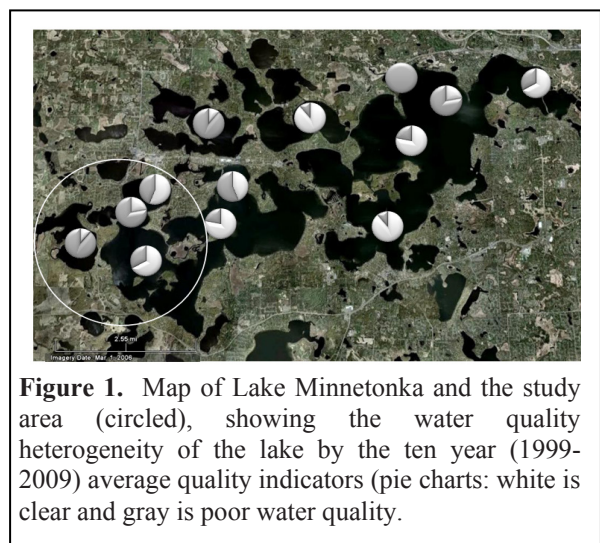 2.55 mi
Imagery Date: Mar. 1, 2006
Figure 1. Map of Lake Minnetonka and the study
area (circled), showing the water quality
heterogeneity of the lake by the ten year (1999-
2009) average quality indicators (pie charts: white is
clear and gray is poor water quality.